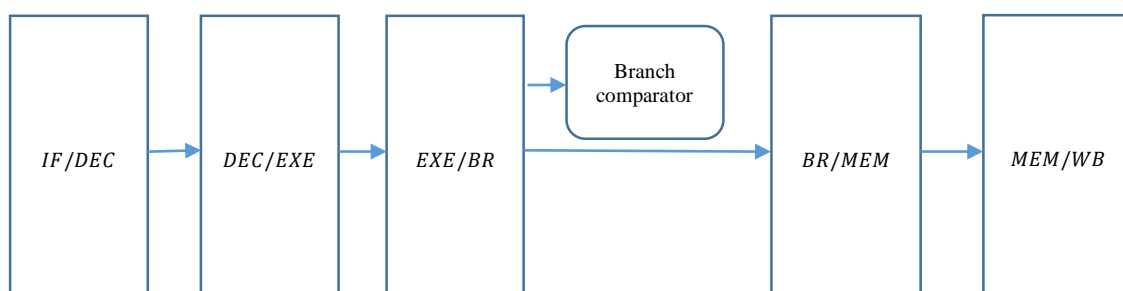 Branch
comparator
IF/DEC
DEC/EXE
EXE/BR
BR/MEM
MEM/WB